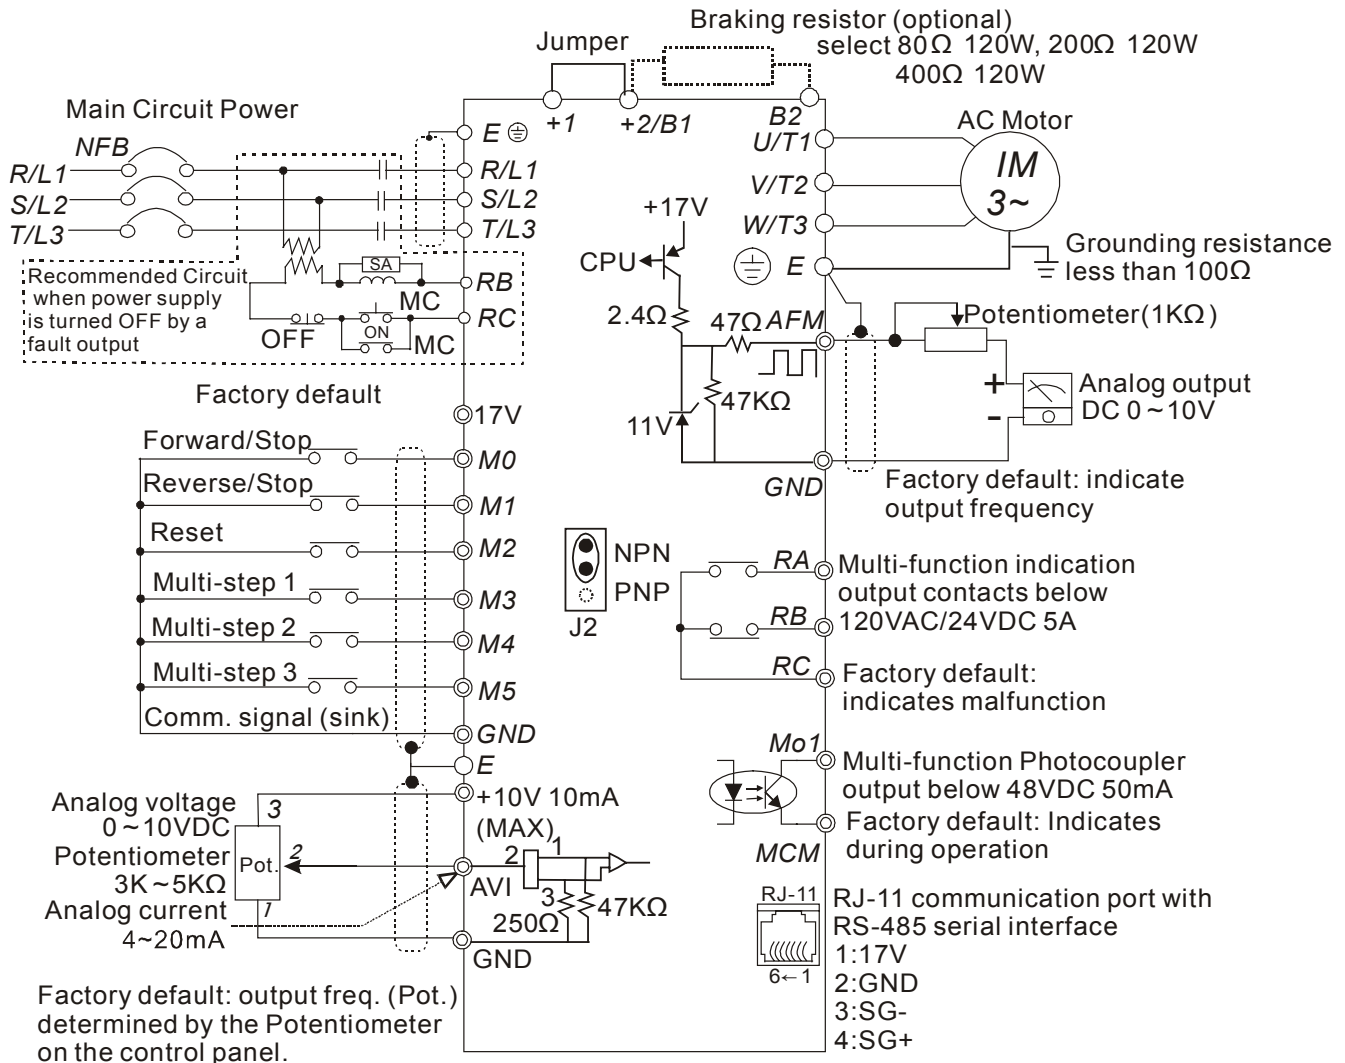 Braking resistor (optional)
select 80Ω 120W, 200Ω 120W
400Ω 120W
Jumper
+1
+2/B1
B2
Main Circuit Power
NFB
R/L1
S/L2
T/L3
E
R/L1
S/L2
T/L3
Recommended Circuit
when power supply
is turned OFF by a
fault output
SA
MC
OFF
ON
MC
RB
RC
U/T1
V/T2
W/T3
E
AC Motor
IM
3~
Grounding resistance
less than 100Ω
+17V
CPU
2.4Ω
47Ω
AFM
47KΩ
11V
GND
Potentiometer(1KΩ)
+
-
Analog output
DC 0~10V
Factory default: indicate
output frequency
Factory default
17V
Forward/Stop
M0
Reverse/Stop
M1
Reset
M2
Multi-step 1
M3
Multi-step 2
M4
Multi-step 3
M5
Comm. signal (sink)
GND
E
NPN
PNP
J2
RA
RB
RC
Multi-function indication
output contacts below
120VAC/24VDC 5A
Factory default:
indicates malfunction
Mo1
MCM
Multi-function Photocoupler
output below 48VDC 50mA
Factory default: Indicates
during operation
+10V 10mA
(MAX)
Analog voltage
0~10VDC
Potentiometer
3K~5KΩ
Analog current
4~20mA
3
Pot.
2
1
AVI
2
1
3
250Ω
47KΩ
GND
RJ-11
6←1
RJ-11 communication port with
RS-485 serial interface
1:17V
2:GND
3:SG-
4:SG+
Factory default: output freq. (Pot.)
determined by the Potentiometer
on the control panel.